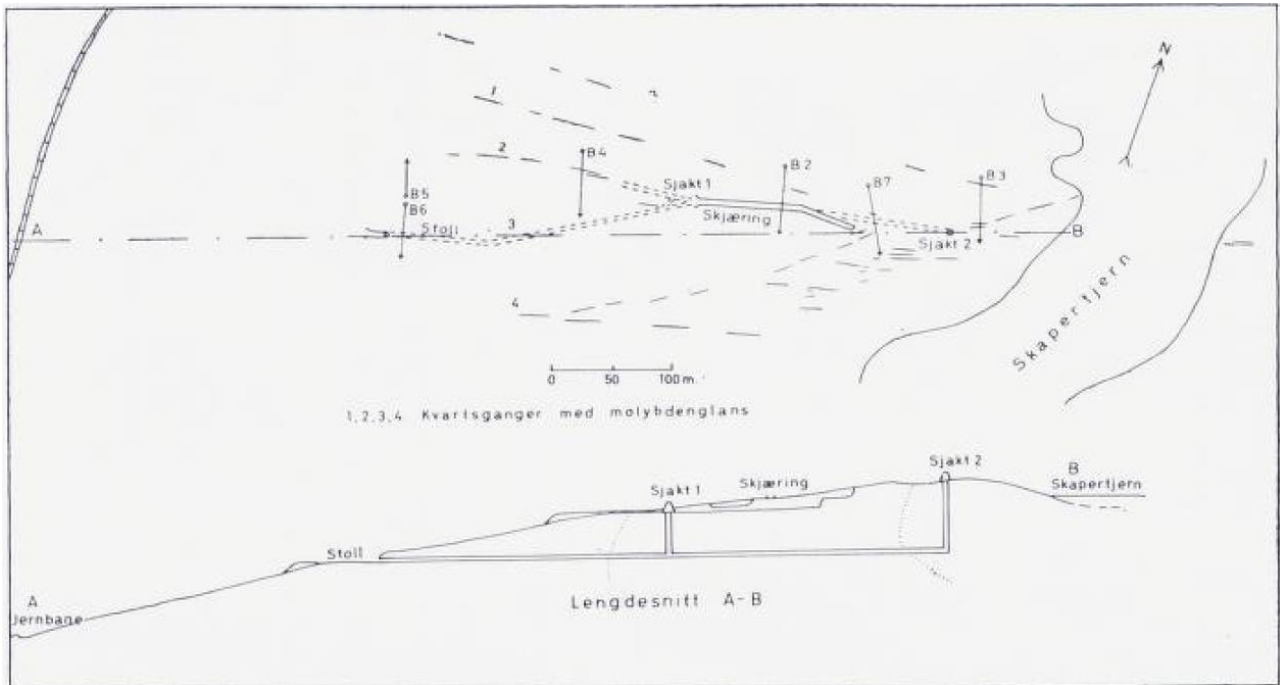 N
1
2
B4
B2
B3
Sjakt 1
B7
B5
B6
Skjæring
A
Stoll
3
Sjakt 2
B
4
Skapertjern
0 50 100 m.
1,2,3,4 Kvartsganger med molybdenglans
Sjakt 2
B
Skapertjern
Skjæring
Sjakt 1
Stoll
A
Jernbane
Lengdesnitt A-B